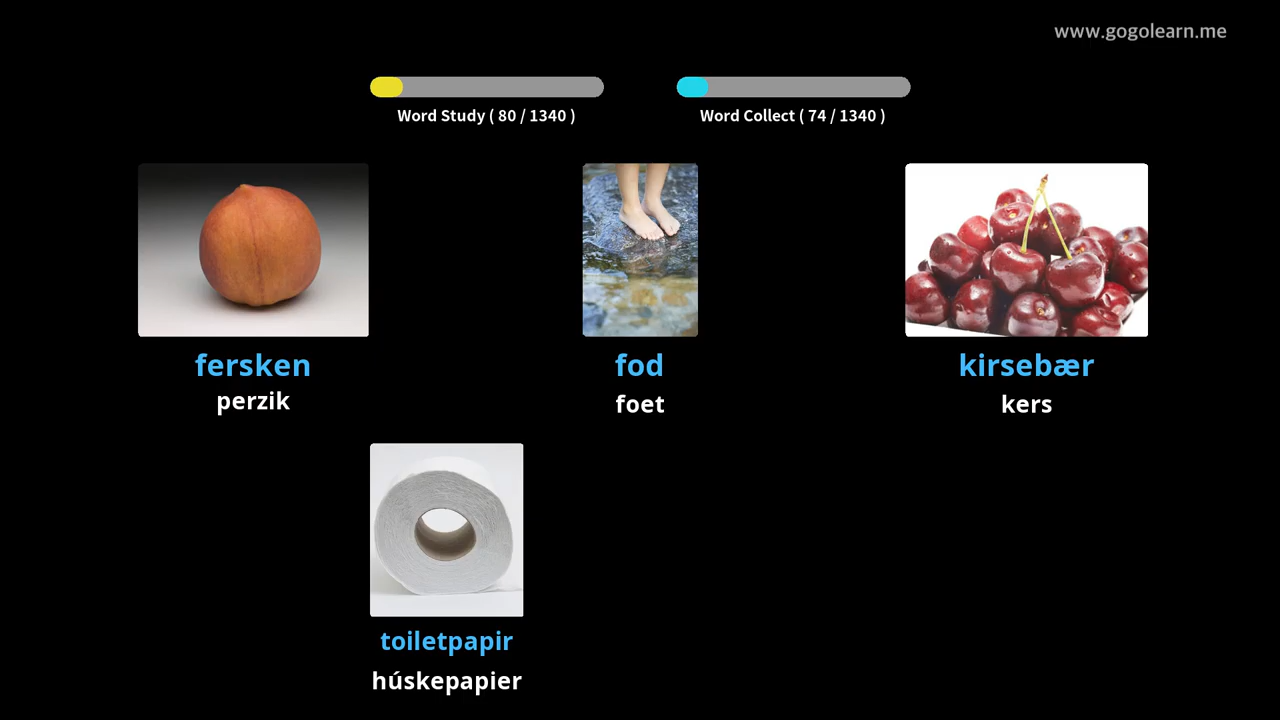 www.gogolearn.me
Word Study ( 80 / 1340 )
Word Collect ( 74 / 1340 )
fersken
perzik
fod
foet
kirsebær
kers
toiletpapir
húskepapier